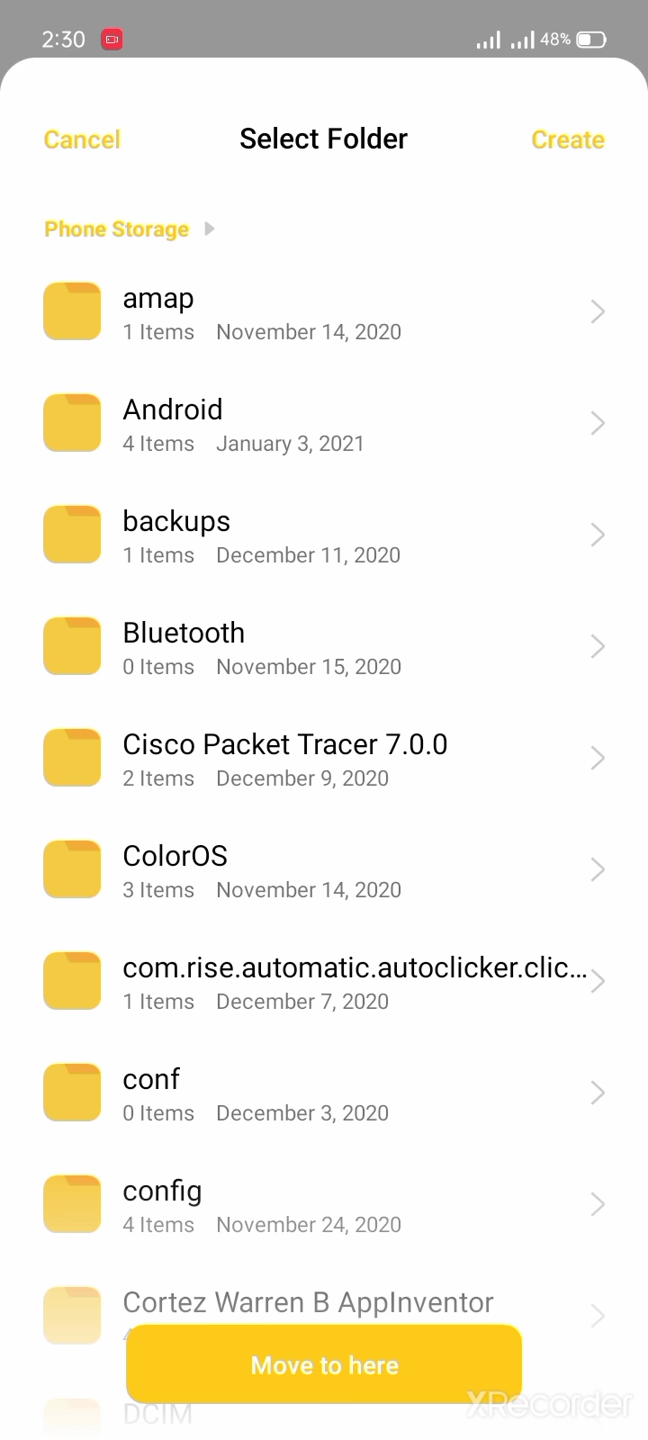 2:30
48%
Cancel
Select Folder
Create
Phone Storage
amap
1 Items November 14, 2020
Android
4 Items January 3, 2021
backups
1 Items December 11, 2020
Bluetooth
0 Items November 15, 2020
Cisco Packet Tracer 7.0.0
2 Items December 9, 2020
ColorOS
3 Items November 14, 2020
com.rise.automatic.autoclicker.clic...
1 Items December 7, 2020
conf
0 Items December 3, 2020
config
4 Items November 24, 2020
Cortez Warren B AppInventor
Move to here
XRecorder
DCIM